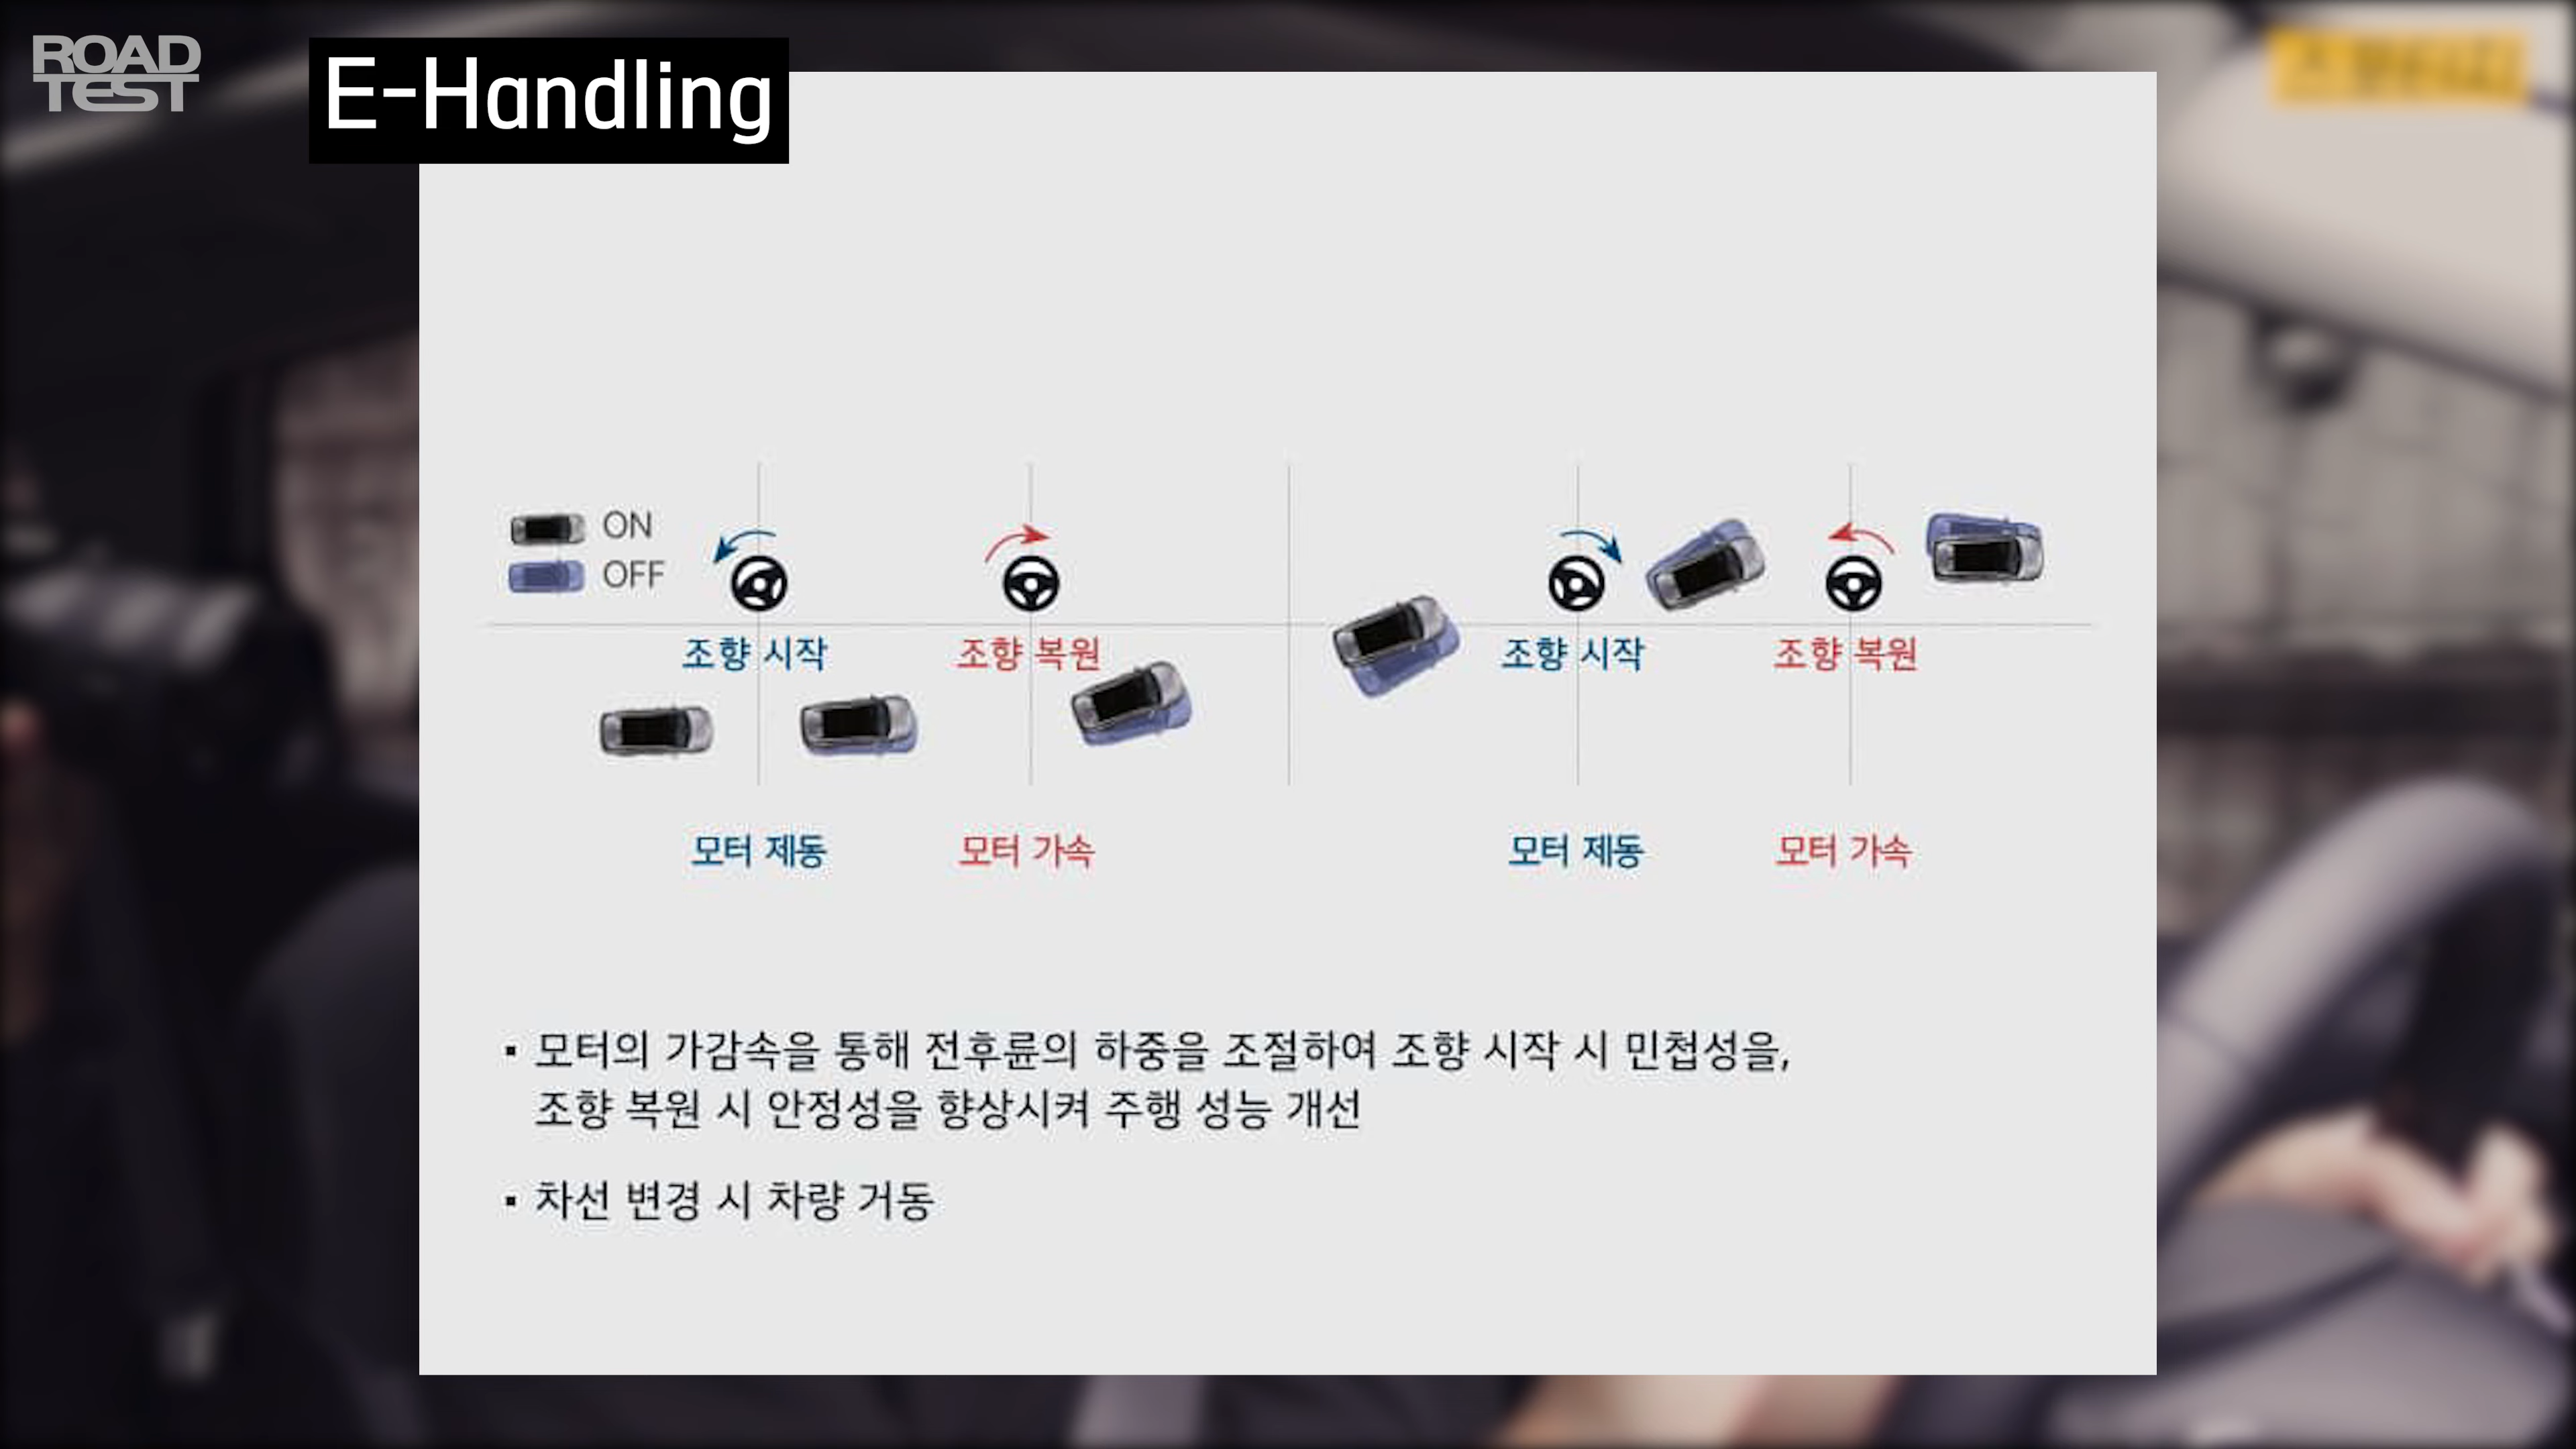 ROAD
TEST
E-Handling
ON
OFF
조향 시작
조향 복원
조향 시작
조향 복원
모터 제동
모터 가속
모터 제동
모터 가속
▪ 모터의 가감속을 통해 전후륜의 하중을 조절하여 조향 시작 시 민첩성을,
조향 복원 시 안정성을 향상시켜 주행 성능 개선
▪ 차선 변경 시 차량 거동